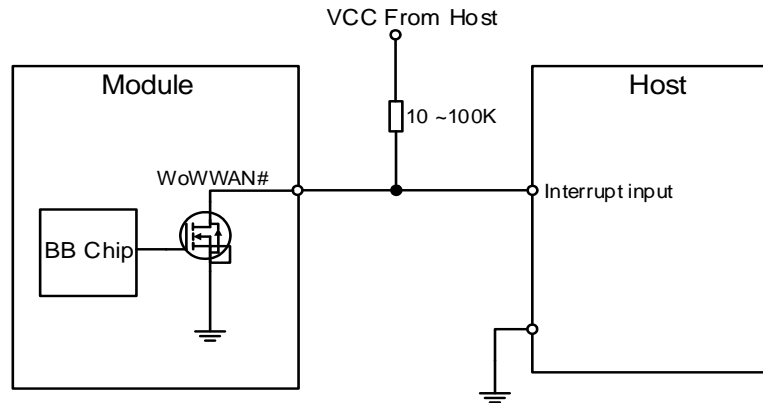 VCC From Host
Module
Host
10 ~100K
WoWWAN#
Interrupt input
BB Chip